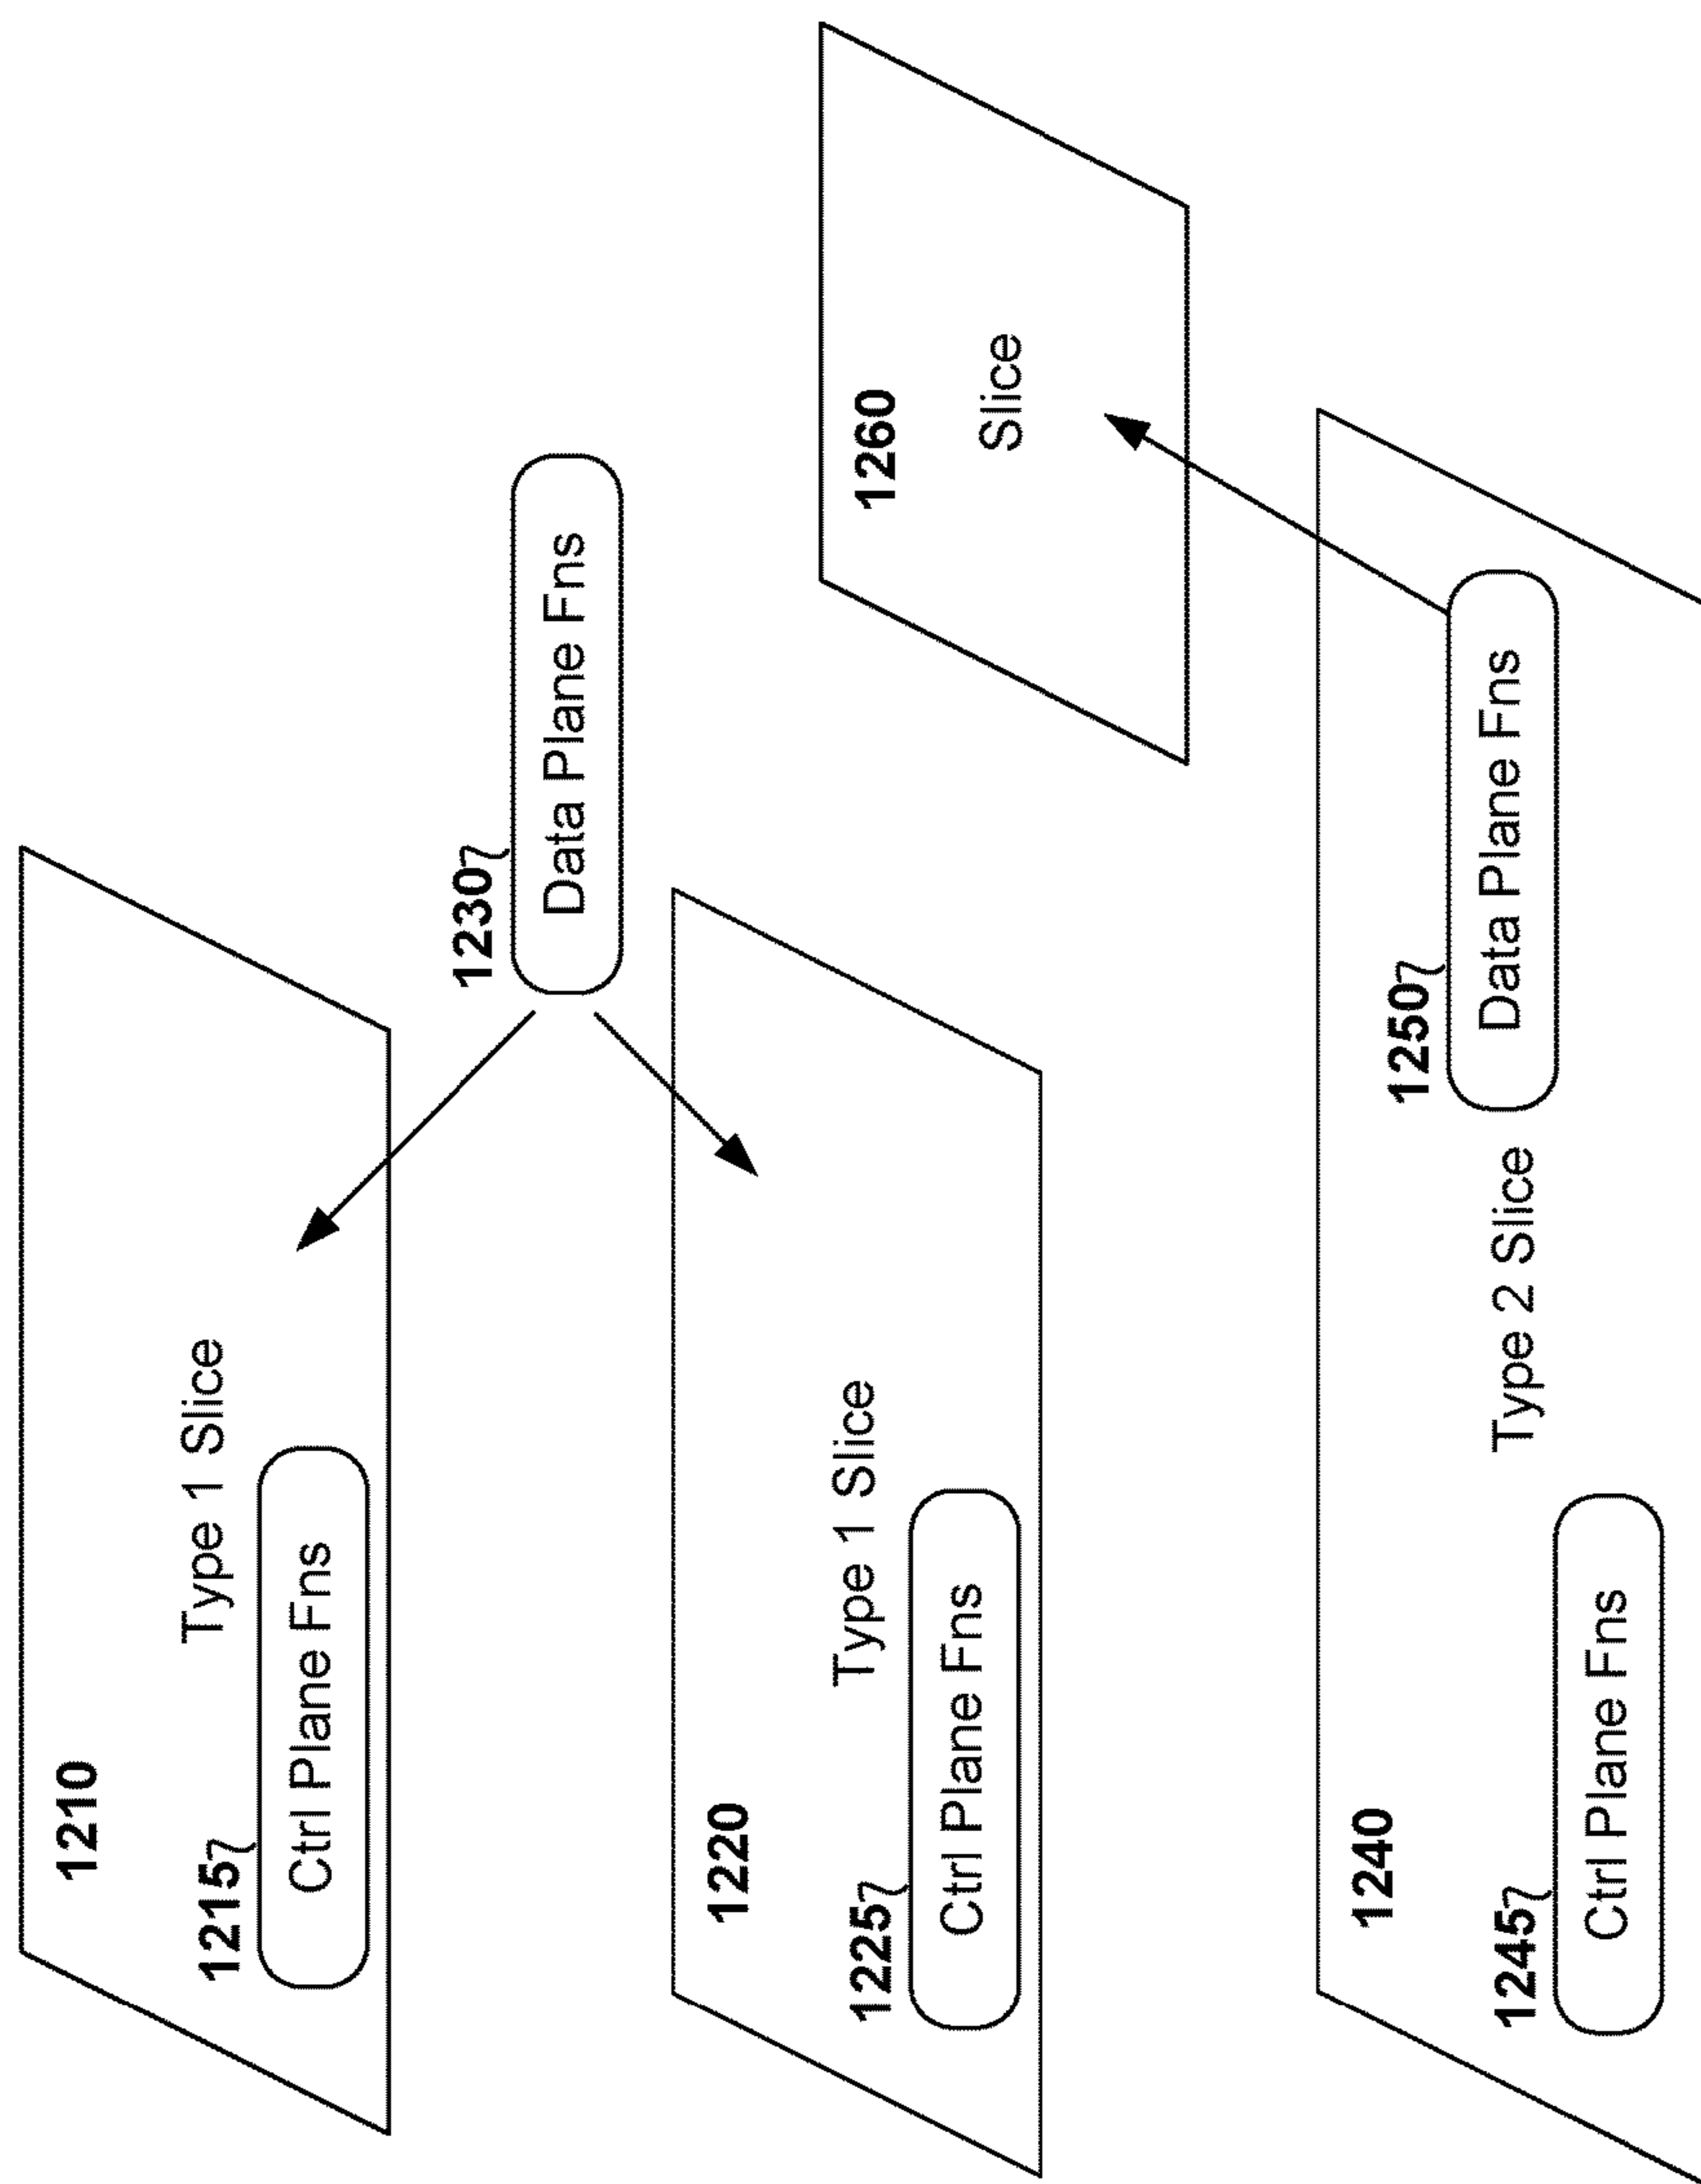 1210
Type 1 Slice
1215
Ctrl Plane Fns
1230
Data Plane Fns
1220
Type 1 Slice
1225
Ctrl Plane Fns
1260
Slice
1240
1250
Data Plane Fns
Type 2 Slice
1245
Ctrl Plane Fns